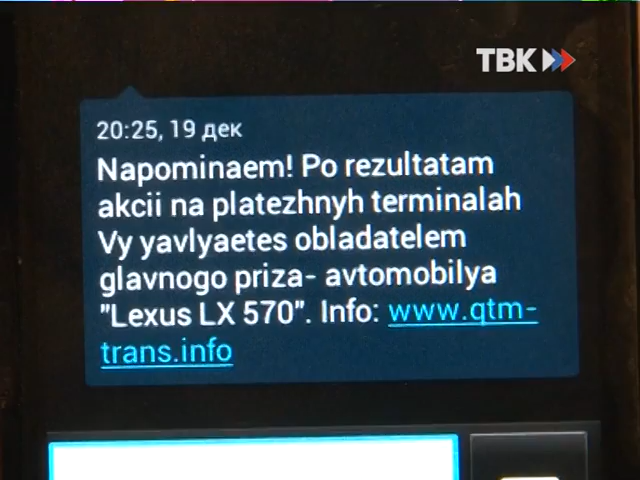 ТВК
20:25, 19 дек
Napominaem! Po rezultatam
akcii na platezhnyh terminalah
Vy yavlyaetes obladatelem
glavnogo priza- avtomobilya
"Lexus LX 570". Info: www.qtm-
trans.info